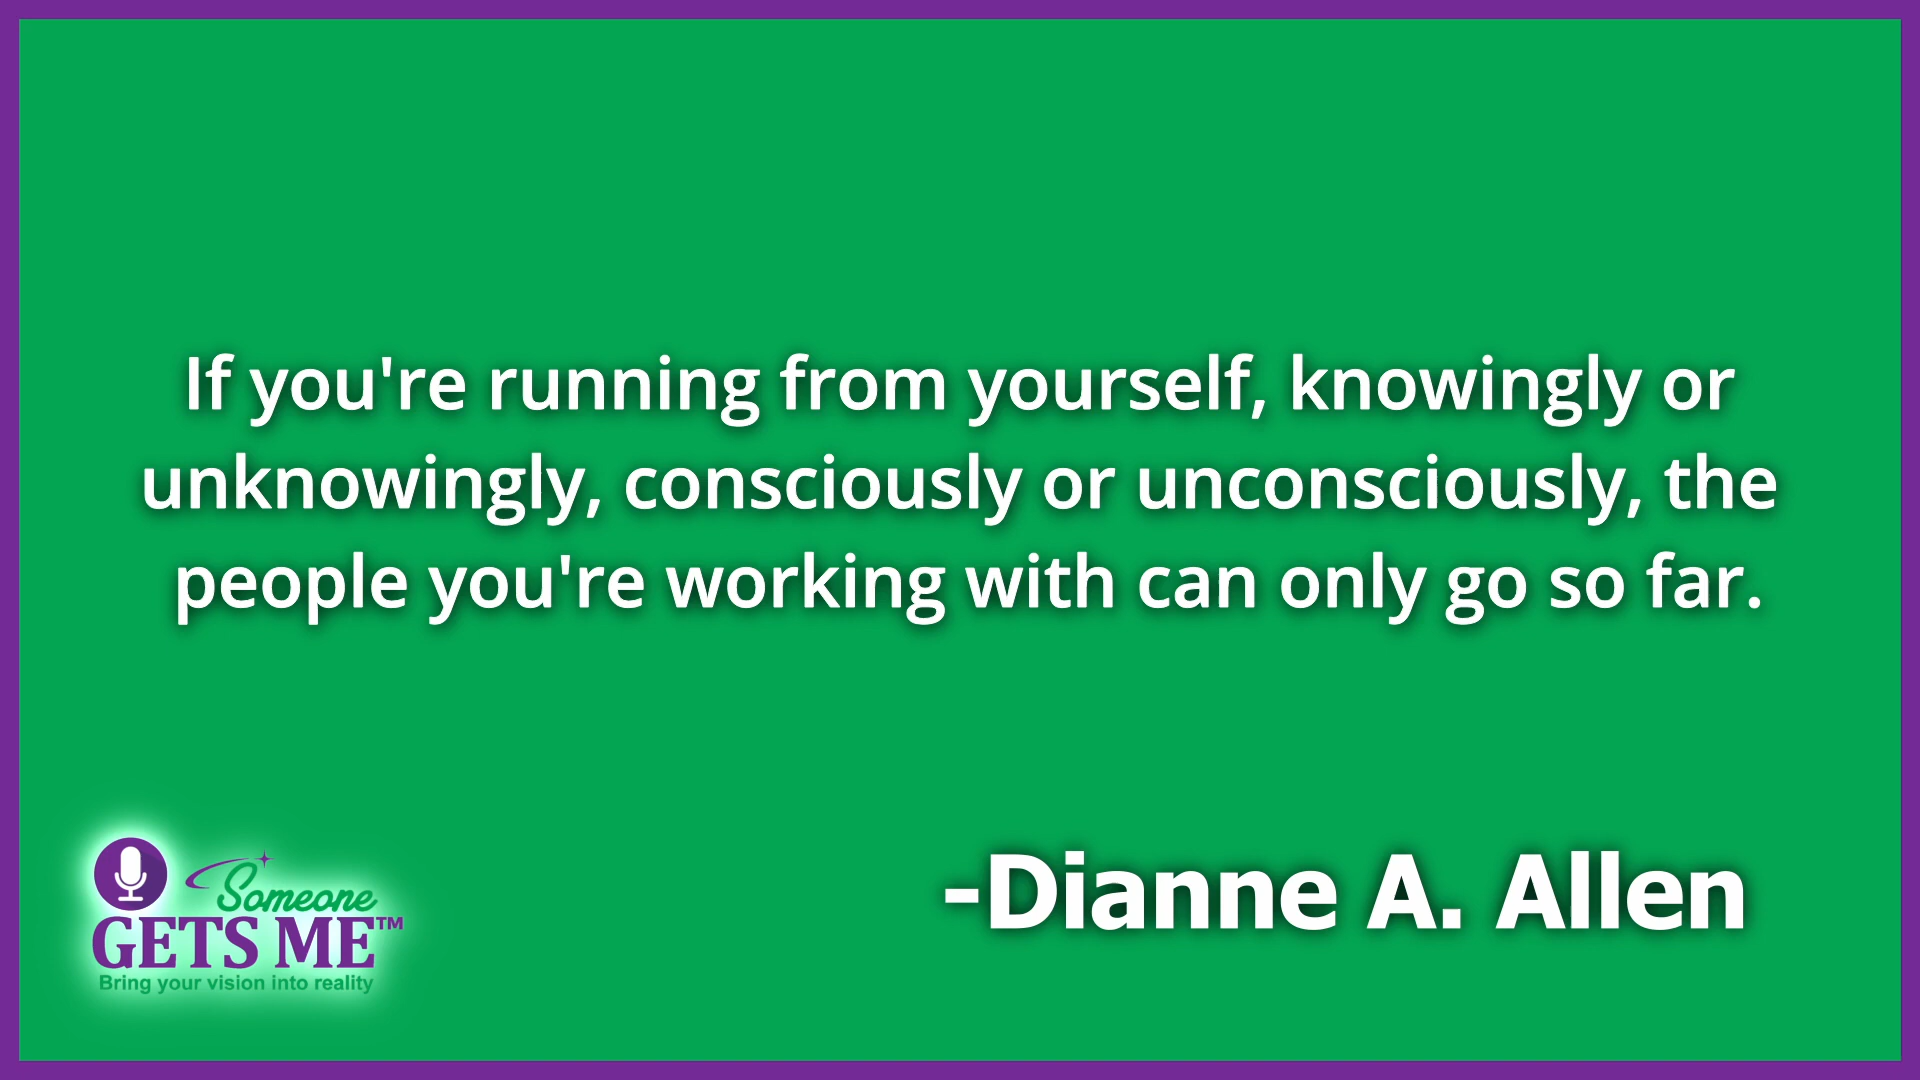 If you're running from yourself, knowingly or
unknowingly, consciously or unconsciously, the
people you're working with can only go so far.
-Dianne A. Allen
Someone
GETS ME™
Bring your vision into reality